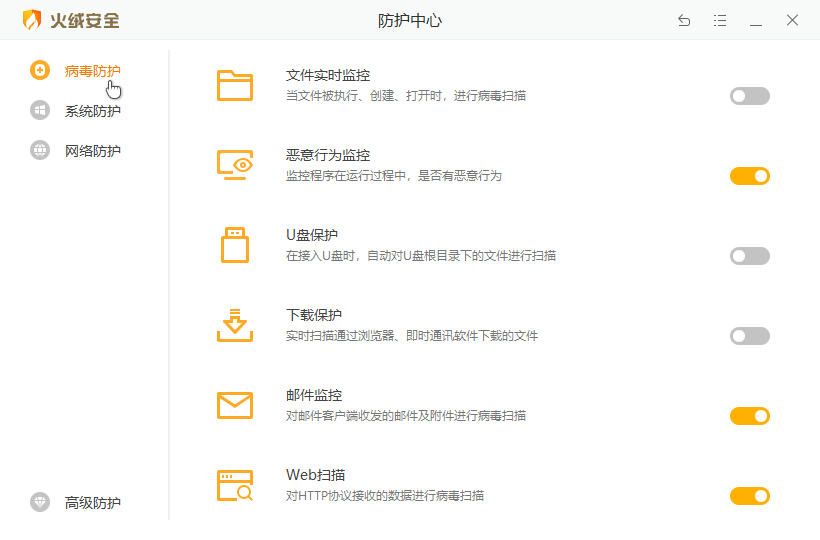 火绒安全
防护中心
病毒防护
系统防护
网络防护
高级防护
文件实时监控
当文件被执行、创建、打开时，进行病毒扫描
恶意行为监控
监控程序在运行过程中，是否有恶意行为
U盘保护
在接入U盘时，自动对U盘根目录下的文件进行扫描
下载保护
实时扫描通过浏览器、即时通讯软件下载的文件
邮件监控
对邮件客户端收发的邮件及附件进行病毒扫描
Web扫描
对HTTP协议接收的数据进行病毒扫描